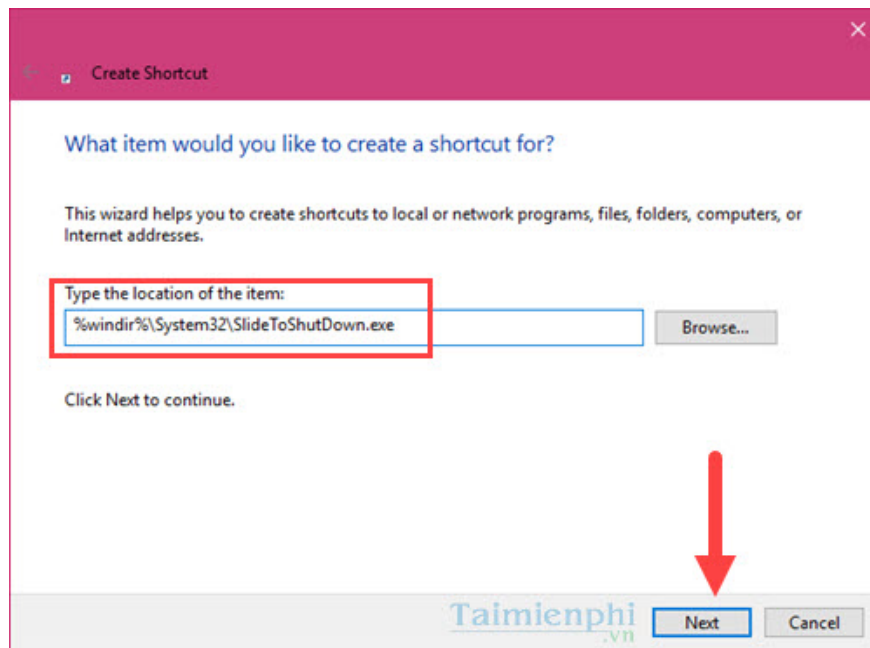 Create Shortcut
What item would you like to create a shortcut for?
This wizard helps you to create shortcuts to local or network programs, files, folders, computers, or
Internet addresses.
Type the location of the item:
%windir%\System32\SlideToShutDown.exe
Browse...
Click Next to continue.
Taimienphi
.vn
Next
Cancel